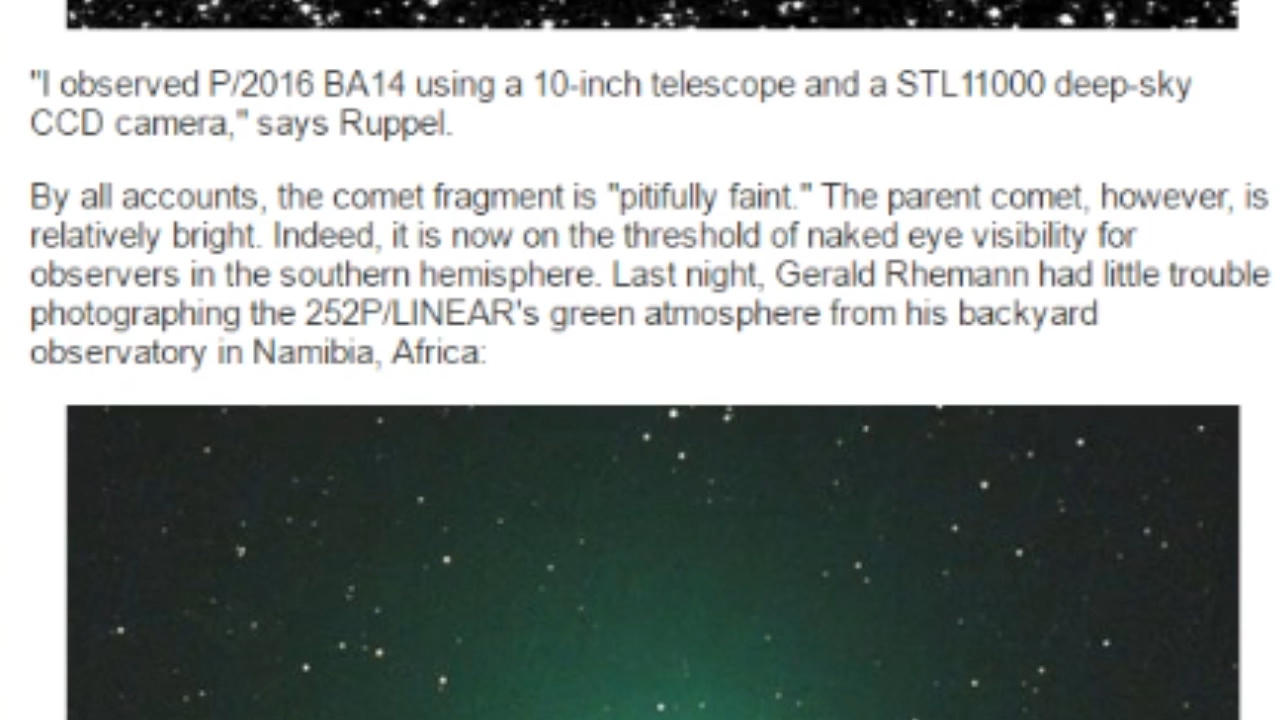 "I observed P/2016 BA14 using a 10-inch telescope and a STL11000 deep-sky
CCD camera," says Ruppel.
By all accounts, the comet fragment is "pitifully faint." The parent comet, however, is
relatively bright. Indeed, it is now on the threshold of naked eye visibility for
observers in the southern hemisphere. Last night, Gerald Rhemann had little trouble
photographing the 252P/LINEAR's green atmosphere from his backyard
observatory in Namibia, Africa: